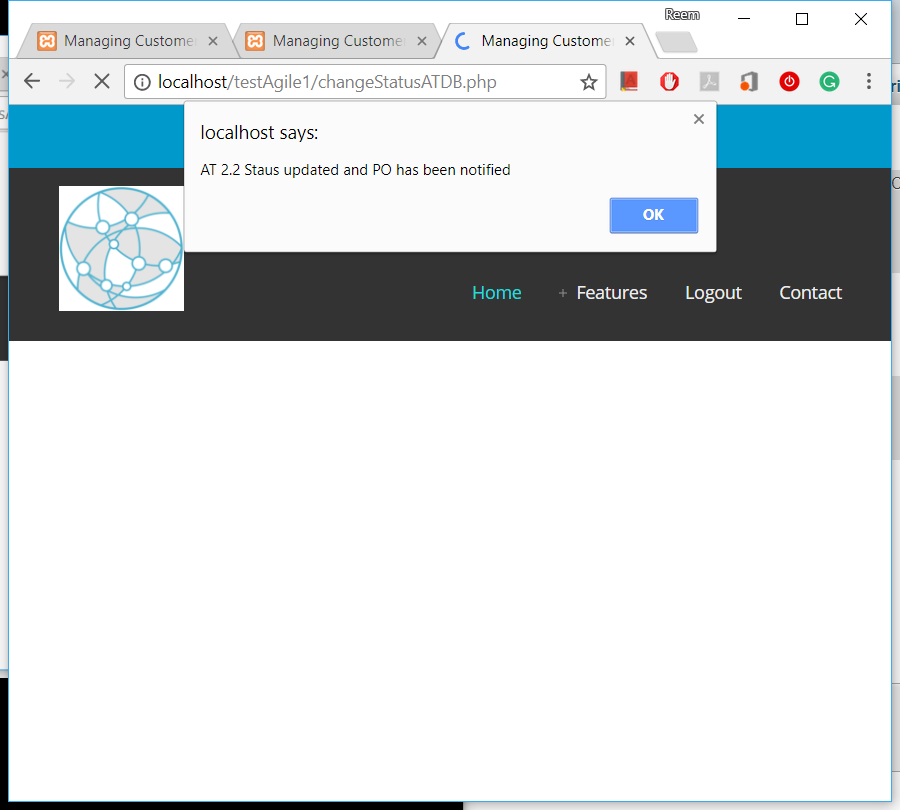 Reem
Managing Custome
Managing Custome
Managing Custome
localhost/testAgile1/changeStatusATDB.php
localhost says:
AT 2.2 Staus updated and PO has been notified
OK
Home
+ Features
Logout
Contact